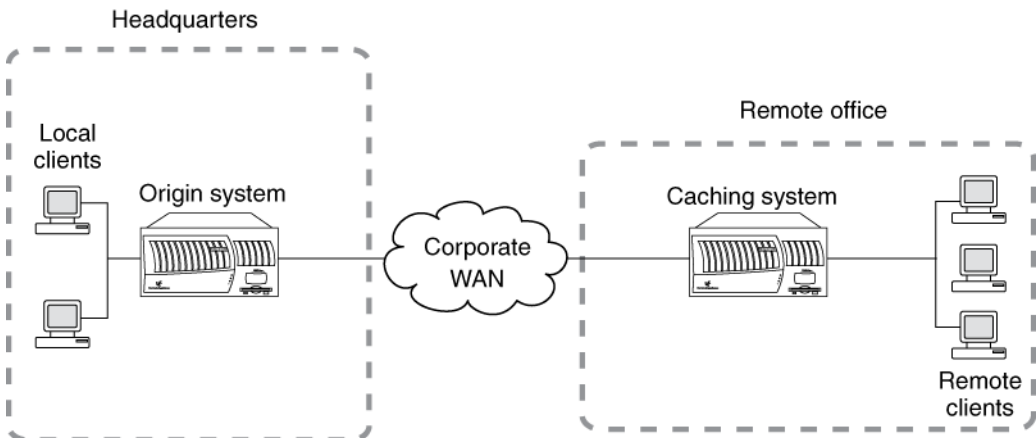 Headquarters
Remote office
Local
clients
Origin system
Corporate
WAN
Caching system
Remote
clients